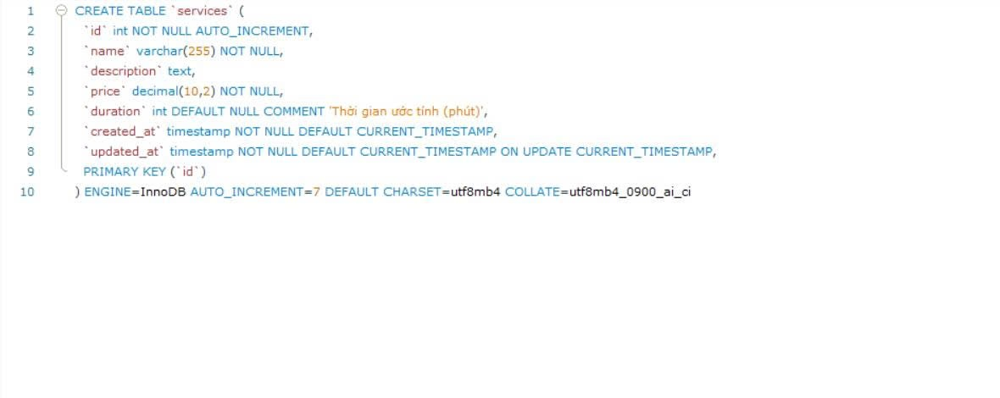 1 CREATE TABLE `services` (
2 `id` int NOT NULL AUTO_INCREMENT,
3 `name` varchar(255) NOT NULL,
4 `description` text,
5 `price` decimal(10,2) NOT NULL,
6 `duration` int DEFAULT NULL COMMENT 'Thời gian ước tính (phút)',
7 `created_at` timestamp NOT NULL DEFAULT CURRENT_TIMESTAMP,
8 `updated_at` timestamp NOT NULL DEFAULT CURRENT_TIMESTAMP ON UPDATE CURRENT_TIMESTAMP,
9 PRIMARY KEY (`id`)
10 ) ENGINE=InnoDB AUTO_INCREMENT=7 DEFAULT CHARSET=utf8mb4 COLLATE=utf8mb4_0900_ai_ci